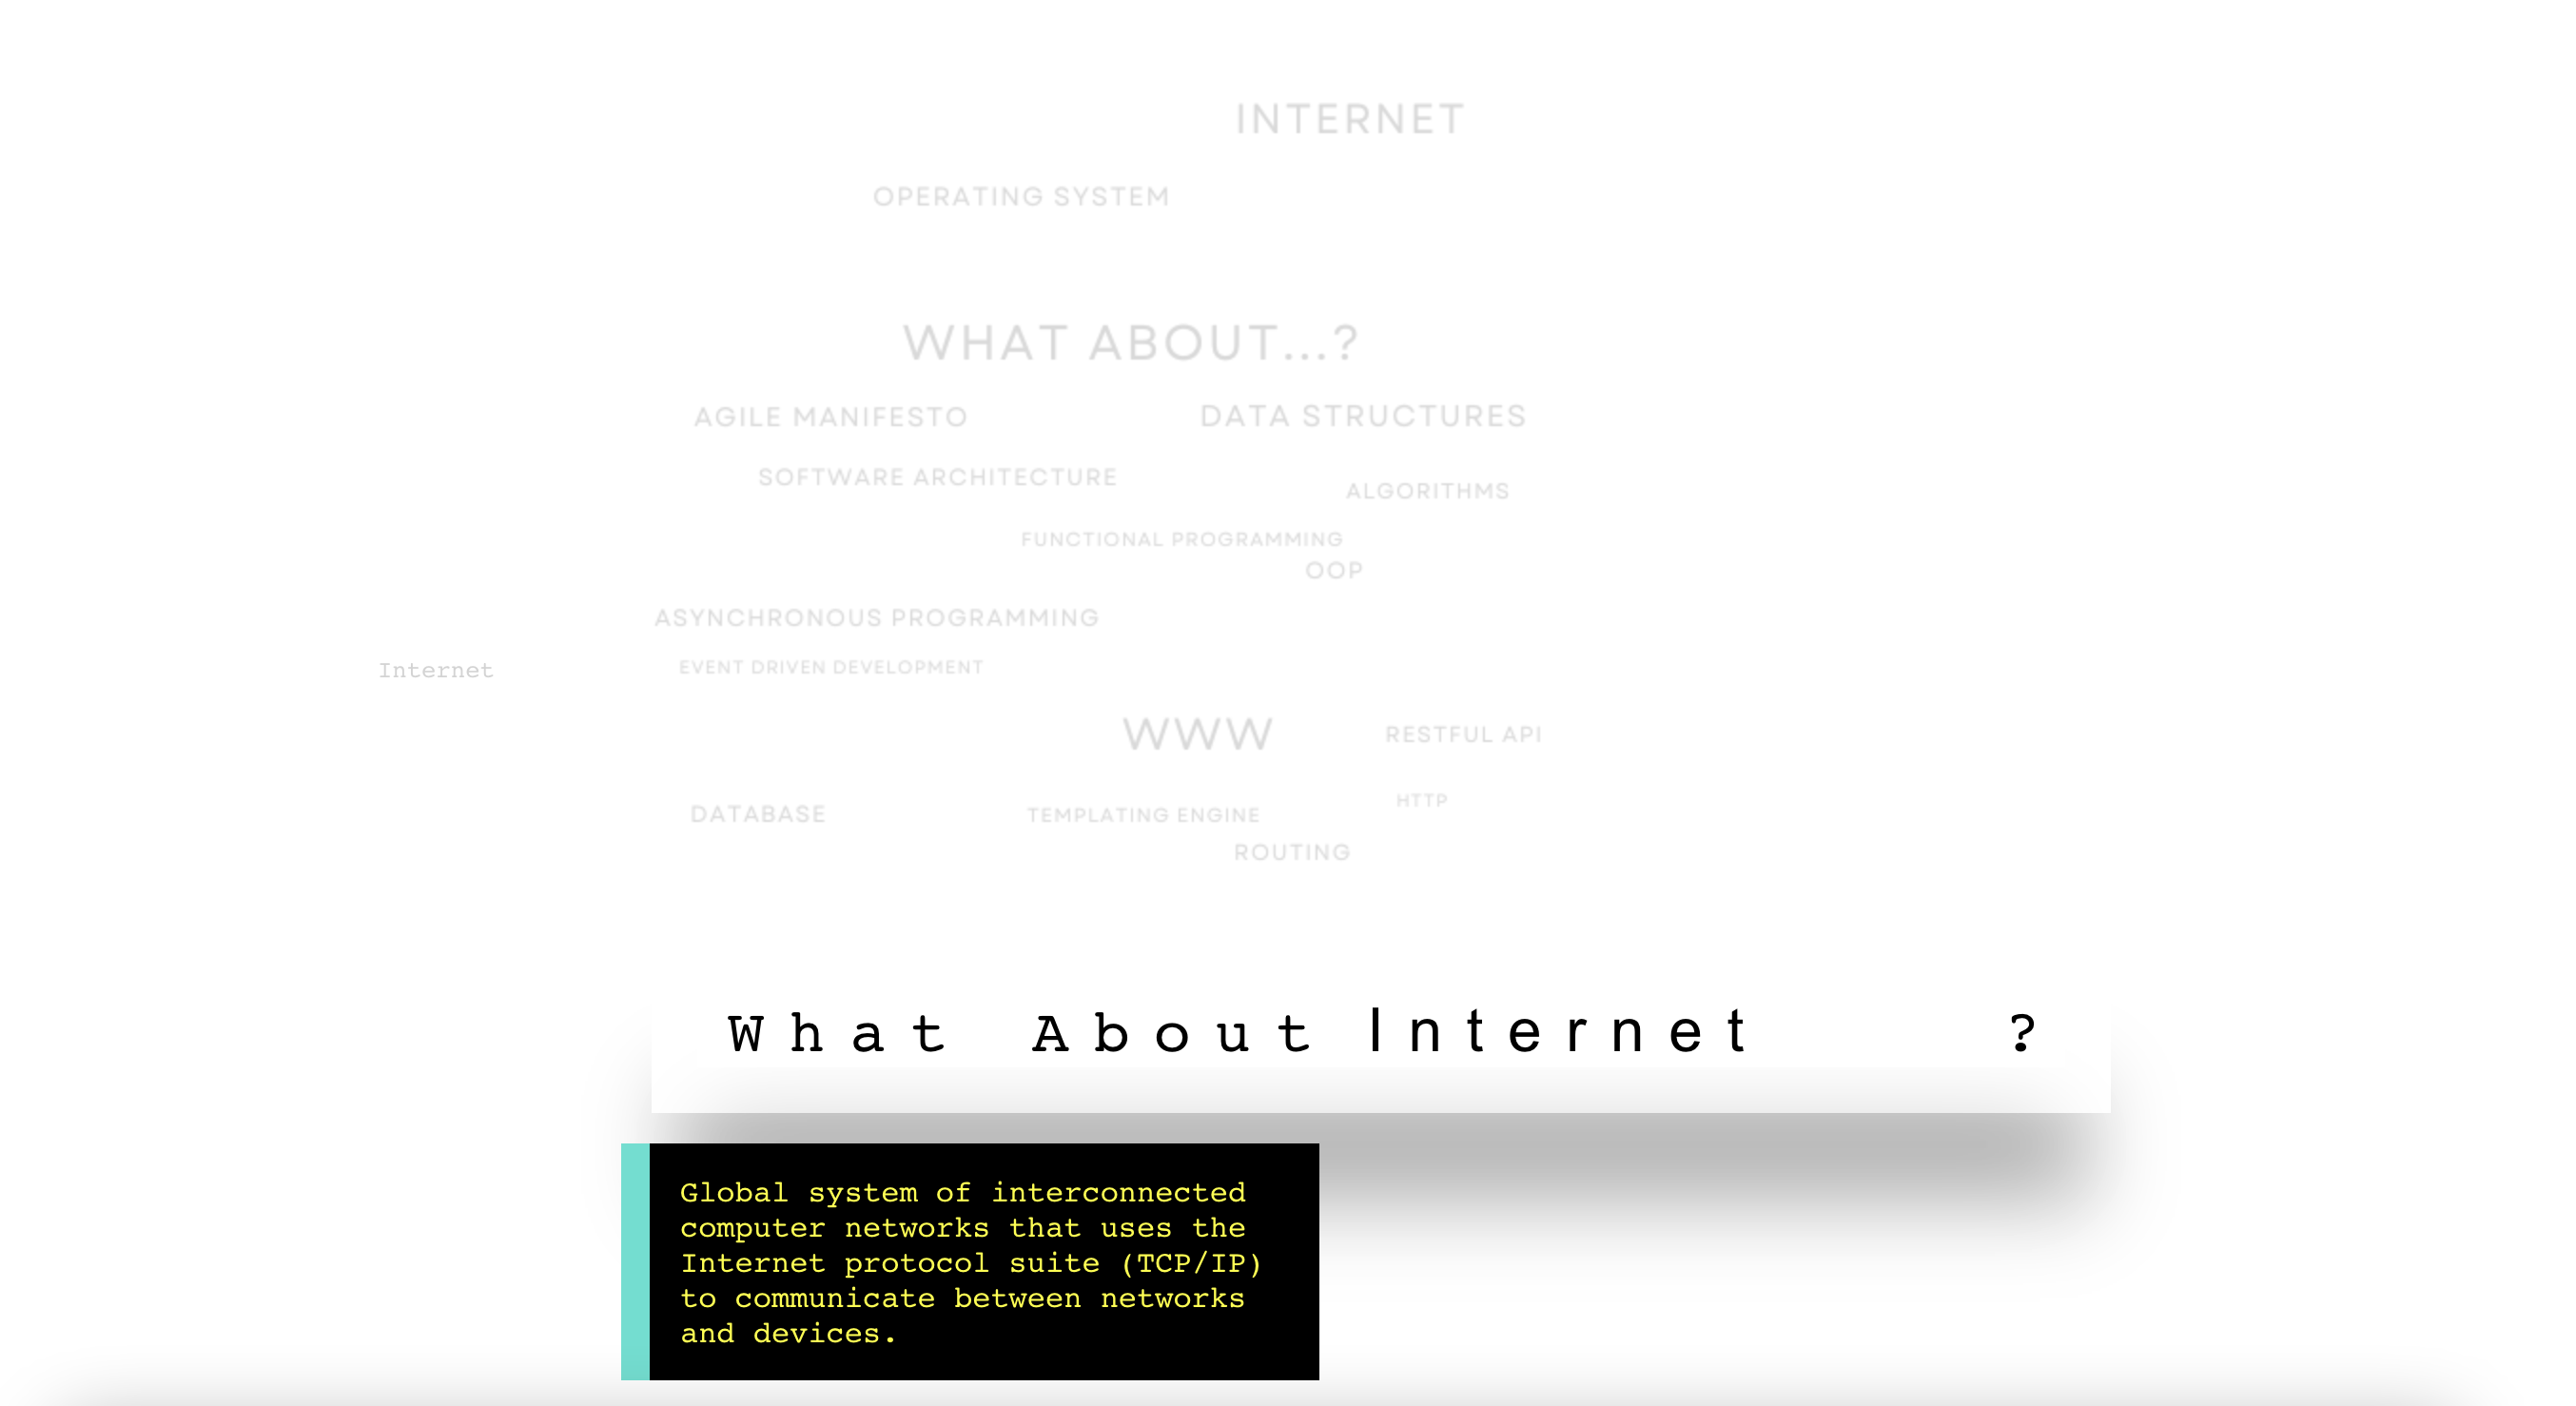 INTERNET
OPERATING SYSTEM
WHAT ABOUT...?
AGILE MANIFESTO DATA STRUCTURES
SOFTWARE ARCHITECTURE
ALGORITHMS
FUNCTIONAL PROGRAMMING
OOP
ASYNCHRONOUS PROGRAMMING
Internet EVENT DRIVEN DEVELOPMENT
WWW RESTFUL API
HTTP
DATABASE TEMPLATING ENGINE
ROUTING
What About Internet ?
Global system of interconnected
computer networks that uses the
Internet protocol suite (TCP/IP)
to communicate between networks
and devices.